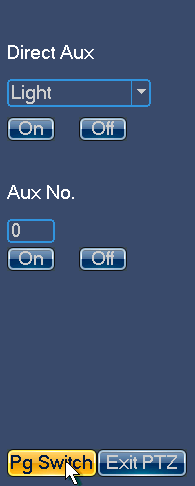 Direct Aux
Light
On Off
Aux No.
0
On Off
Pg Switch Exit PTZ